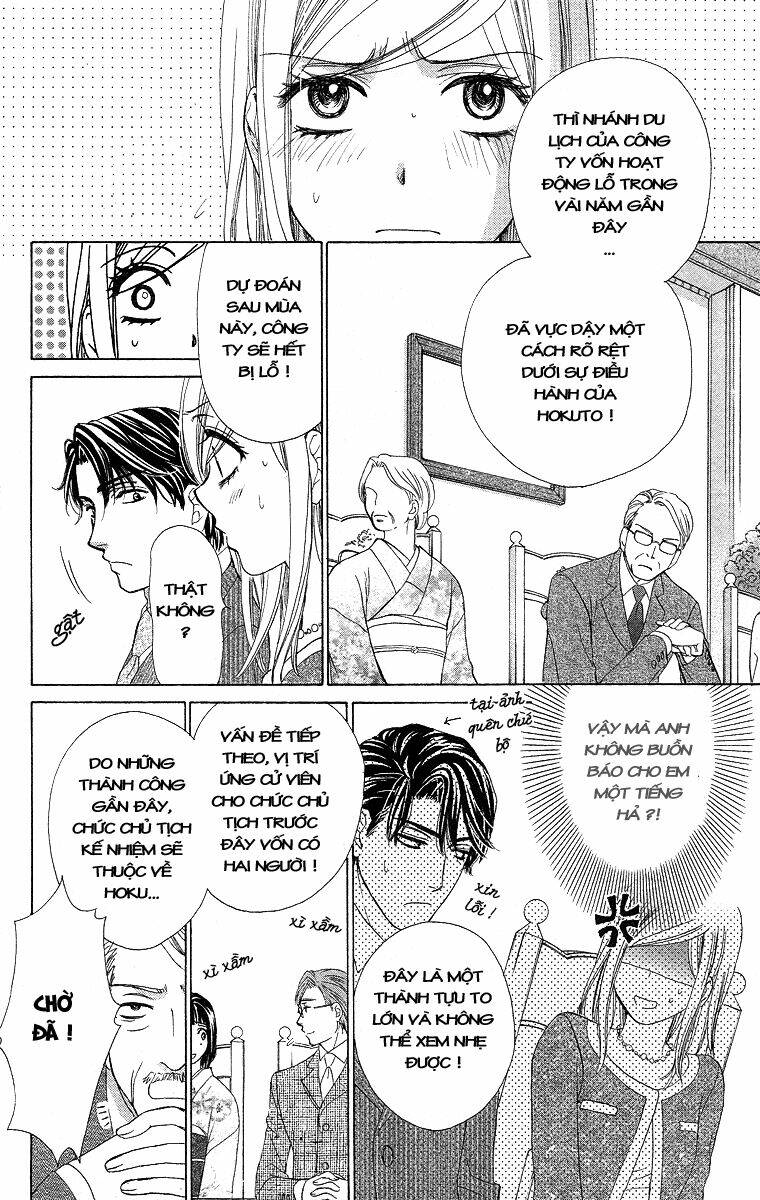 THÌ NHÁNH DU
LỊCH CỦA CÔNG
TY VỐN HOẠT
ĐỘNG LỖ TRONG
VÀI NĂM GẦN
ĐÂY
...
ĐÃ VỰC DẬY MỘT
CÁCH RÕ RỆT
DƯỚI SỰ ĐIỀU
HÀNH CỦA
HOKUTO !
DỰ ĐOÁN
SAU MÙA
NÀY, CÔNG
TY SẼ HẾT
BỊ LỖ !
THẬT
KHÔNG
?
gật
VẬY MÀ ANH
KHÔNG BUỒN
BÁO CHO EM
MỘT TIẾNG
HẢ ?!
tại-ảnh
quên chứ
bộ
xin
lỗi !
ĐÂY LÀ MỘT
THÀNH TỰU TO
LỚN VÀ KHÔNG
THỂ XEM NHẸ
ĐƯỢC !
VẤN ĐỀ TIẾP
THEO, VỊ TRÍ
ỨNG CỬ VIÊN
CHO CHỨC CHỦ
TỊCH TRƯỚC
ĐÂY VỐN CÓ
HAI NGƯỜI !
xì xầm
xì xầm
DO NHỮNG
THÀNH CÔNG
GẦN ĐÂY,
CHỨC CHỦ TỊCH
KẾ NHIỆM SẼ
THUỘC VỀ
HOKU...
CHỜ
ĐÃ !